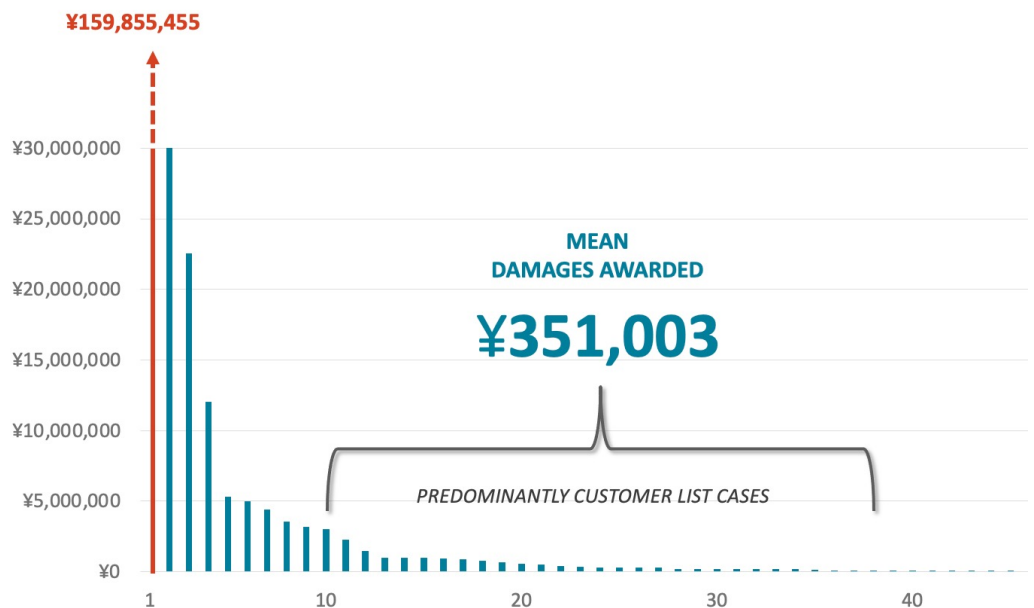 ¥159,855,455
¥30,000,000
¥25,000,000
¥20,000,000
¥15,000,000
¥10,000,000
¥5,000,000
¥0
MEAN
DAMAGES AWARDED
¥351,003
PREDOMINANTLY CUSTOMER LIST CASES
1 10 20 30 40